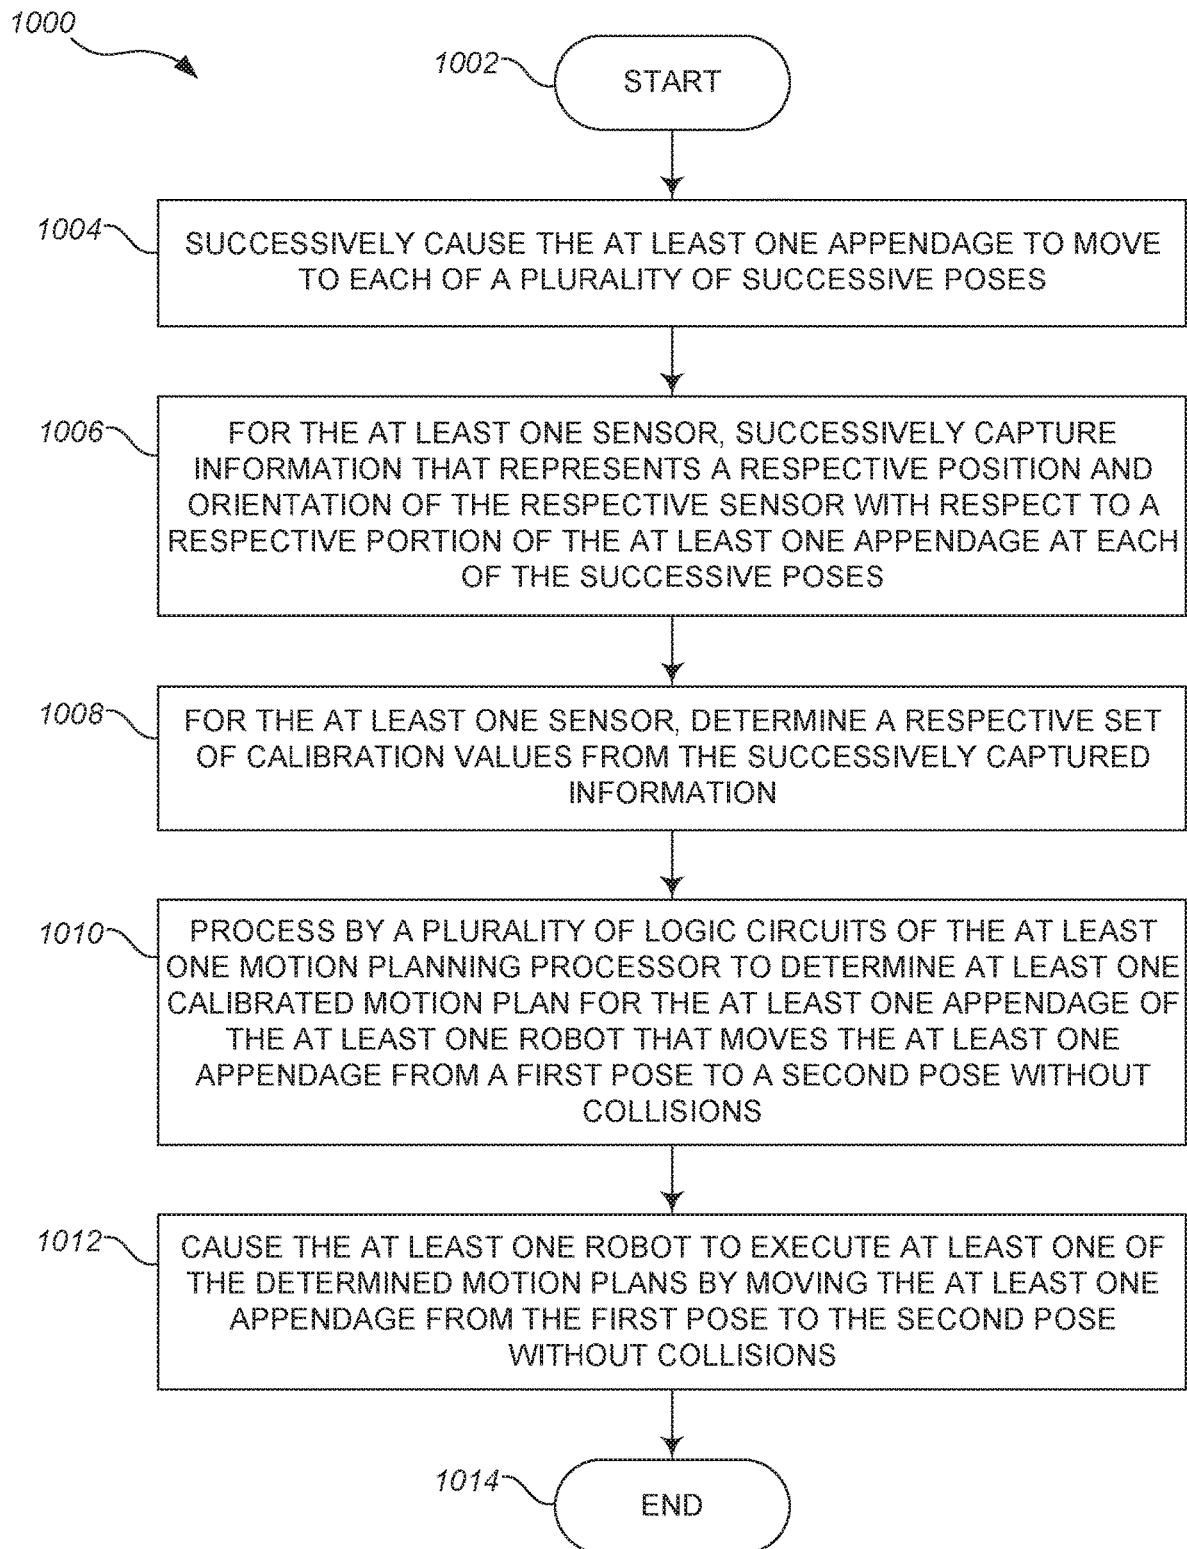 1000
1002
START
1004
SUCCESSIVELY CAUSE THE AT LEAST ONE APPENDAGE TO MOVE
TO EACH OF A PLURALITY OF SUCCESSIVE POSES
1006
FOR THE AT LEAST ONE SENSOR, SUCCESSIVELY CAPTURE
INFORMATION THAT REPRESENTS A RESPECTIVE POSITION AND
ORIENTATION OF THE RESPECTIVE SENSOR WITH RESPECT TO A
RESPECTIVE PORTION OF THE AT LEAST ONE APPENDAGE AT EACH
OF THE SUCCESSIVE POSES
1008
FOR THE AT LEAST ONE SENSOR, DETERMINE A RESPECTIVE SET
OF CALIBRATION VALUES FROM THE SUCCESSIVELY CAPTURED
INFORMATION
1010
PROCESS BY A PLURALITY OF LOGIC CIRCUITS OF THE AT LEAST
ONE MOTION PLANNING PROCESSOR TO DETERMINE AT LEAST ONE
CALIBRATED MOTION PLAN FOR THE AT LEAST ONE APPENDAGE OF
THE AT LEAST ONE ROBOT THAT MOVES THE AT LEAST ONE
APPENDAGE FROM A FIRST POSE TO A SECOND POSE WITHOUT
COLLISIONS
1012
CAUSE THE AT LEAST ONE ROBOT TO EXECUTE AT LEAST ONE OF
THE DETERMINED MOTION PLANS BY MOVING THE AT LEAST ONE
APPENDAGE FROM THE FIRST POSE TO THE SECOND POSE
WITHOUT COLLISIONS
1014
END